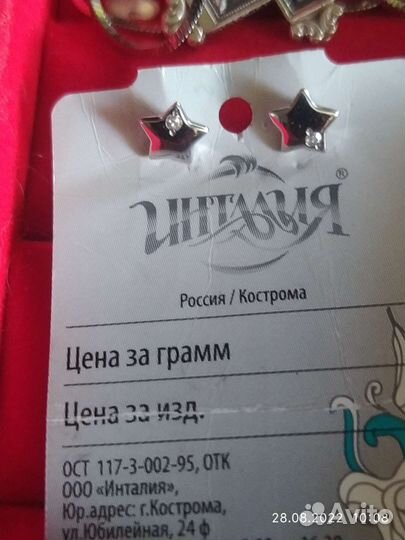 ИНТАЛИЯ®
Россия / Кострома
Цена за грамм
Цена за изд.
ОСТ 117-3-002-95, ОТК
ООО «Инталия»,
Юр.адрес: г.Кострома,
ул.Юбилейная, 24 ф
28.08.2022 10:08
Avito